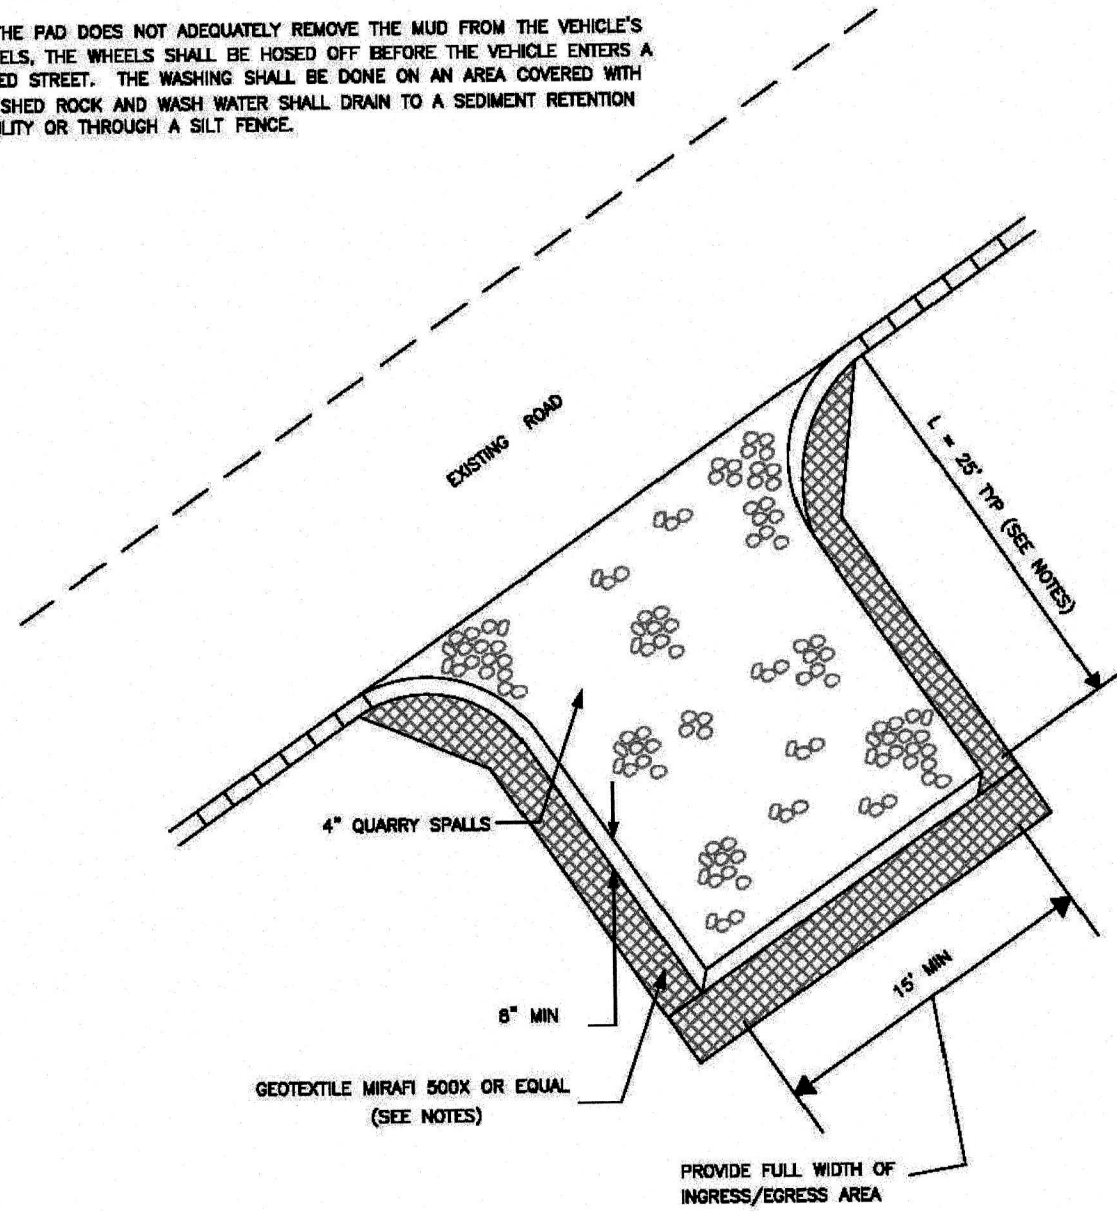 THE PAD DOES NOT ADEQUATELY REMOVE THE MUD FROM THE VEHICLE'S
ELS, THE WHEELS SHALL BE HOSED OFF BEFORE THE VEHICLE ENTERS A
ED STREET. THE WASHING SHALL BE DONE ON AN AREA COVERED WITH
SHED ROCK AND WASH WATER SHALL DRAIN TO A SEDIMENT RETENTION
ILITY OR THROUGH A SILT FENCE.
EXISTING ROAD
L = 25' TYP (SEE NOTES)
4" QUARRY SPALLS
8" MIN
15' MIN
GEOTEXTILE MIRAFI 500X OR EQUAL
(SEE NOTES)
PROVIDE FULL WIDTH OF
INGRESS/EGRESS AREA